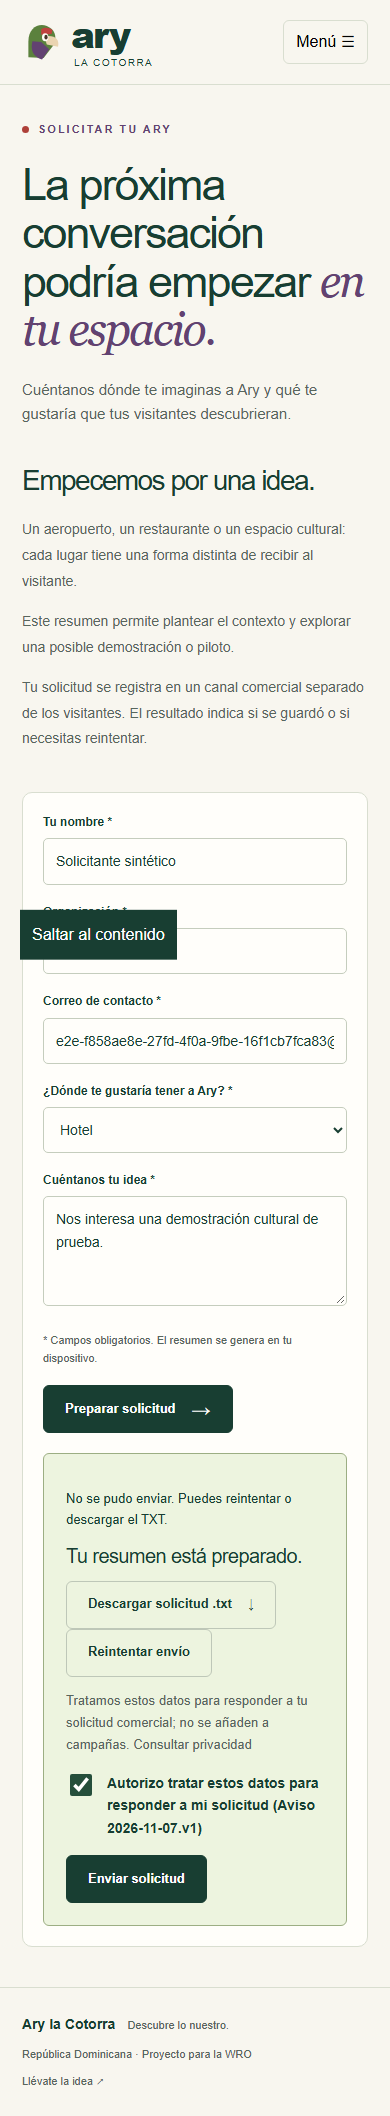 ary
LA COTORRA
Menú ☰
SOLICITAR TU ARY
La próxima
conversación
podría empezar en
tu espacio.
Cuéntanos dónde te imaginas a Ary y qué te
gustaría que tus visitantes descubrieran.
Empecemos por una idea.
Un aeropuerto, un restaurante o un espacio cultural:
cada lugar tiene una forma distinta de recibir al
visitante.
Este resumen permite plantear el contexto y explorar
una posible demostración o piloto.
Tu solicitud se registra en un canal comercial separado
de los visitantes. El resultado indica si se guardó o si
necesitas reintentar.
Tu nombre *
Solicitante sintético
Saltar al contenido
Correo de contacto *
e2e-f858ae8e-27fd-4f0a-9fbe-16f1cb7fca83@
¿Dónde te gustaría tener a Ary? *
Hotel
Cuéntanos tu idea *
Nos interesa una demostración cultural de
prueba.
* Campos obligatorios. El resumen se genera en tu
dispositivo.
Preparar solicitud →
No se pudo enviar. Puedes reintentar o
descargar el TXT.
Tu resumen está preparado.
Descargar solicitud .txt ↓
Reintentar envío
Tratamos estos datos para responder a tu
solicitud comercial; no se añaden a
campañas. Consultar privacidad
Autorizo tratar estos datos para
responder a mi solicitud (Aviso
2026-11-07.v1)
Enviar solicitud
Ary la Cotorra Descubre lo nuestro.
República Dominicana · Proyecto para la WRO
Llévate la idea ↗